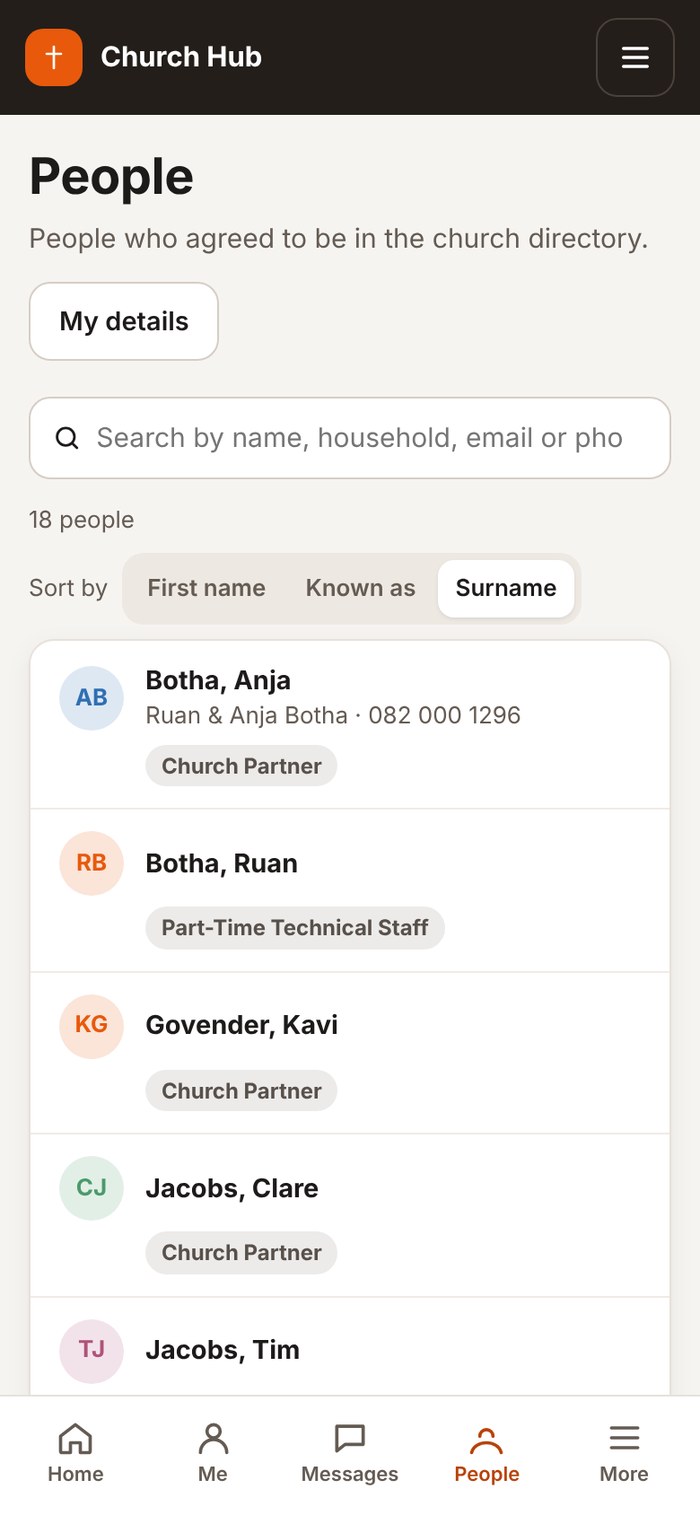 Church Hub
People
People who agreed to be in the church directory.
My details
Search by name, household, email or pho
18 people
Sort by First name Known as Surname
AB Botha, Anja
Ruan & Anja Botha · 082 000 1296
Church Partner
RB Botha, Ruan
Part-Time Technical Staff
KG Govender, Kavi
Church Partner
CJ Jacobs, Clare
Church Partner
TJ Jacobs, Tim
Home Me Messages People More